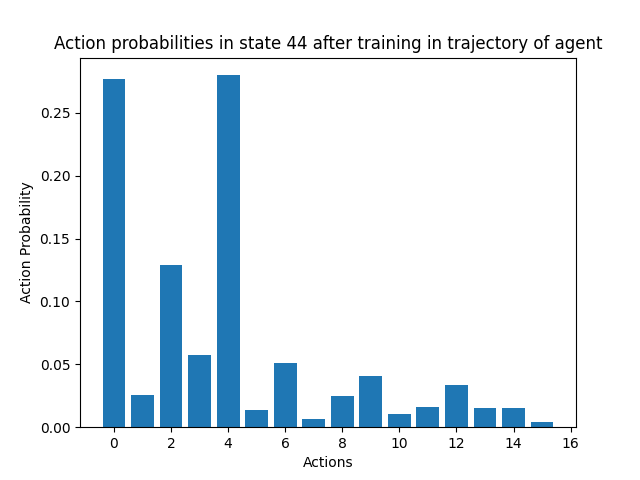 Action probabilities in state 44 after training in trajectory of agent
Action Probability
0.25
0.20
0.15
0.10
0.05
0.00
0 2 4 6 8 10 12 14 16
Actions